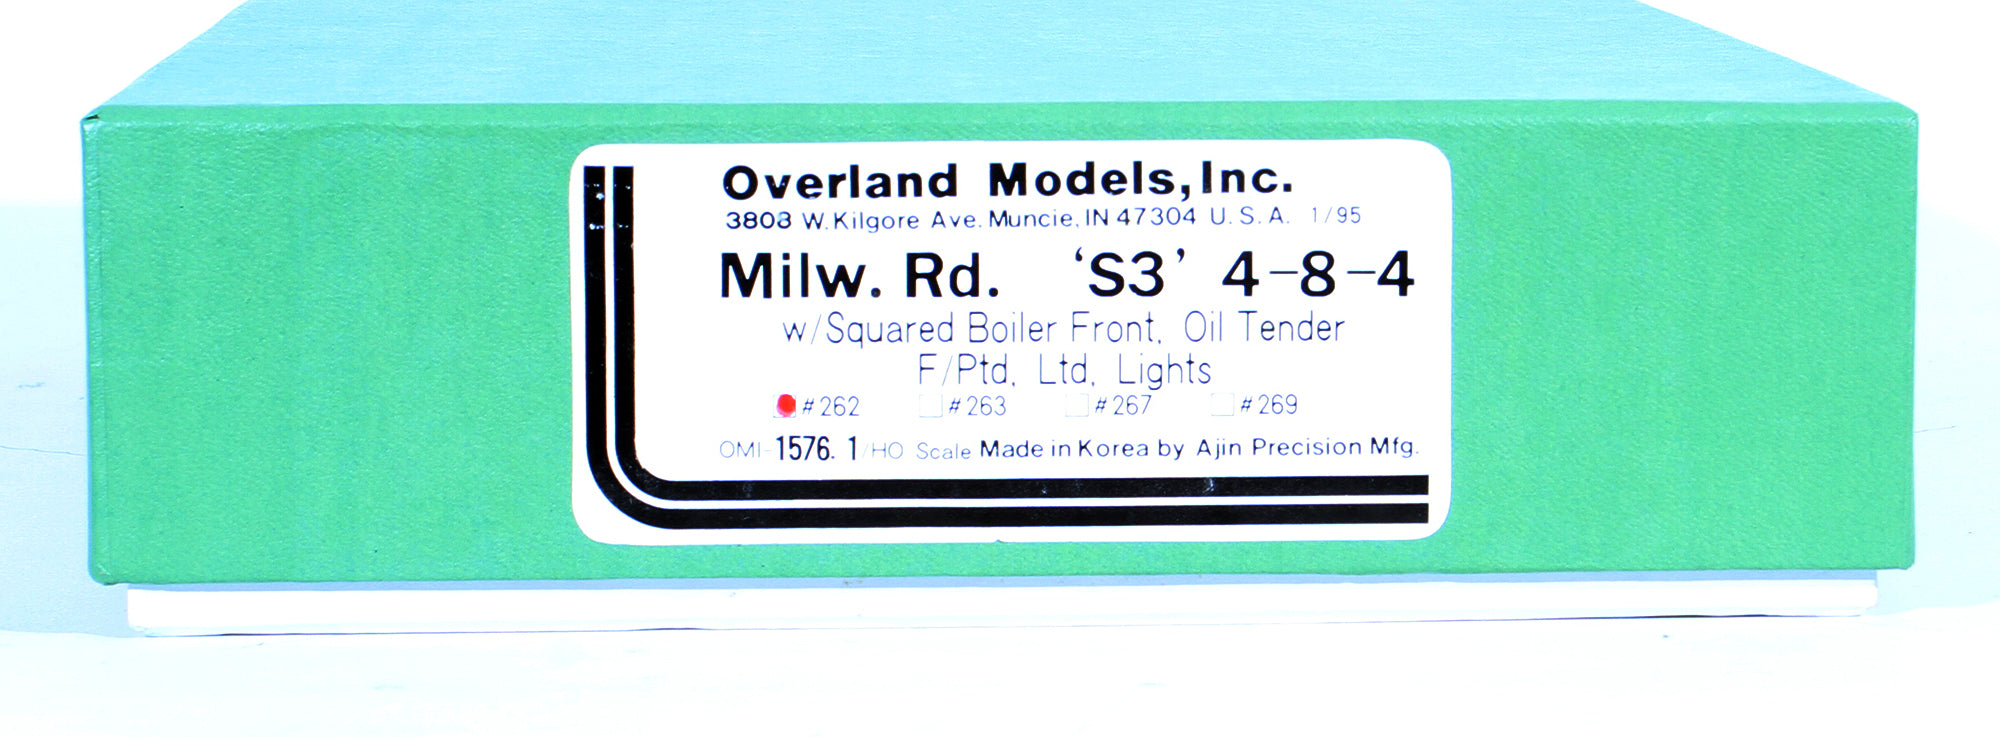 Overland Models, Inc.
3808 W. Kilgore Ave. Muncie, IN 47304 U.S.A. 1/95
Milw. Rd. ‘S3’ 4-8-4
w/Squared Boiler Front, Oil Tender
F/Ptd, Ltd, Lights
#262 #263 #267 #269
OMI-1576.1/HO Scale Made in Korea by Ajin Precision Mfg.